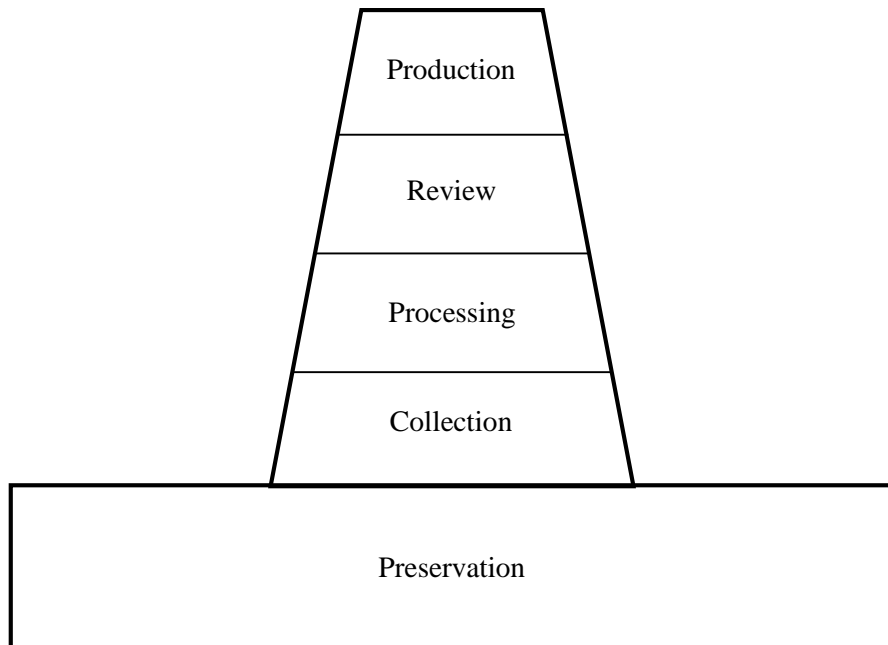 Production
Review
Processing
Collection
Preservation